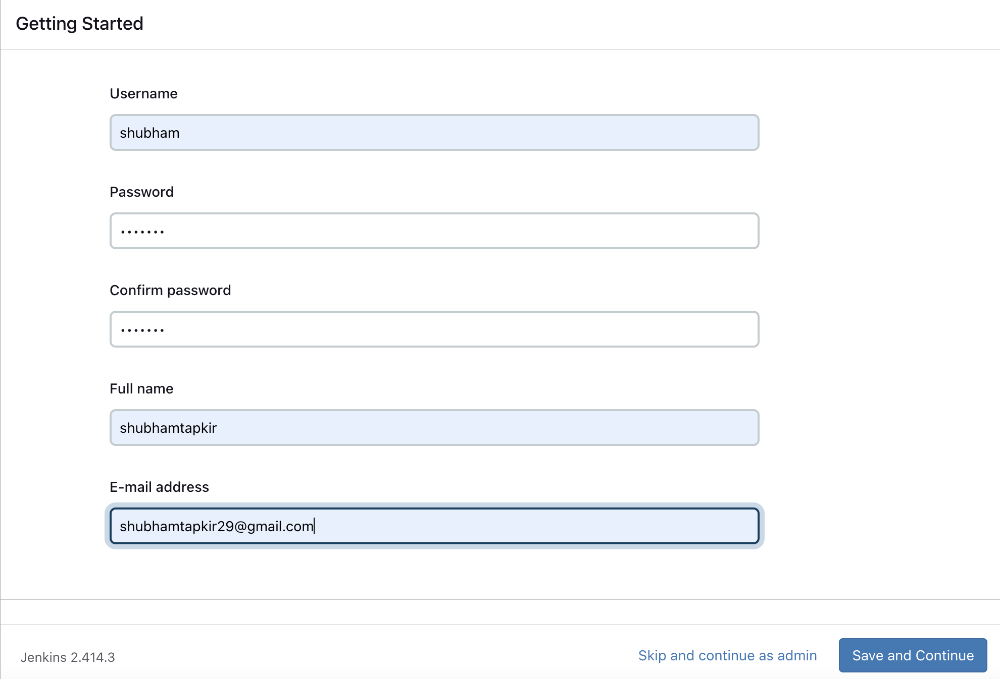 Getting Started
Username
shubham
Password
•••••••
Confirm password
•••••••
Full name
shubhamtapkir
E-mail address
shubhamtapkir29@gmail.com
Jenkins 2.414.3
Skip and continue as admin
Save and Continue